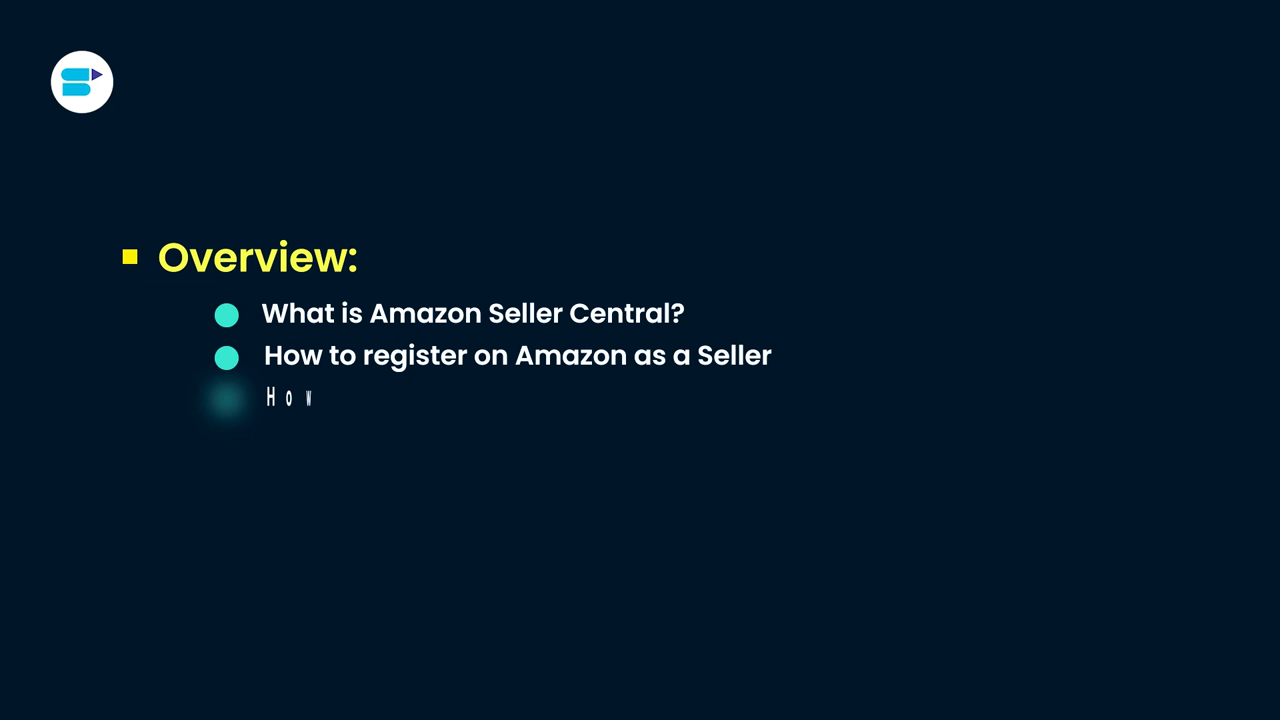 Overview:
What is Amazon Seller Central?
How to register on Amazon as a Seller
How